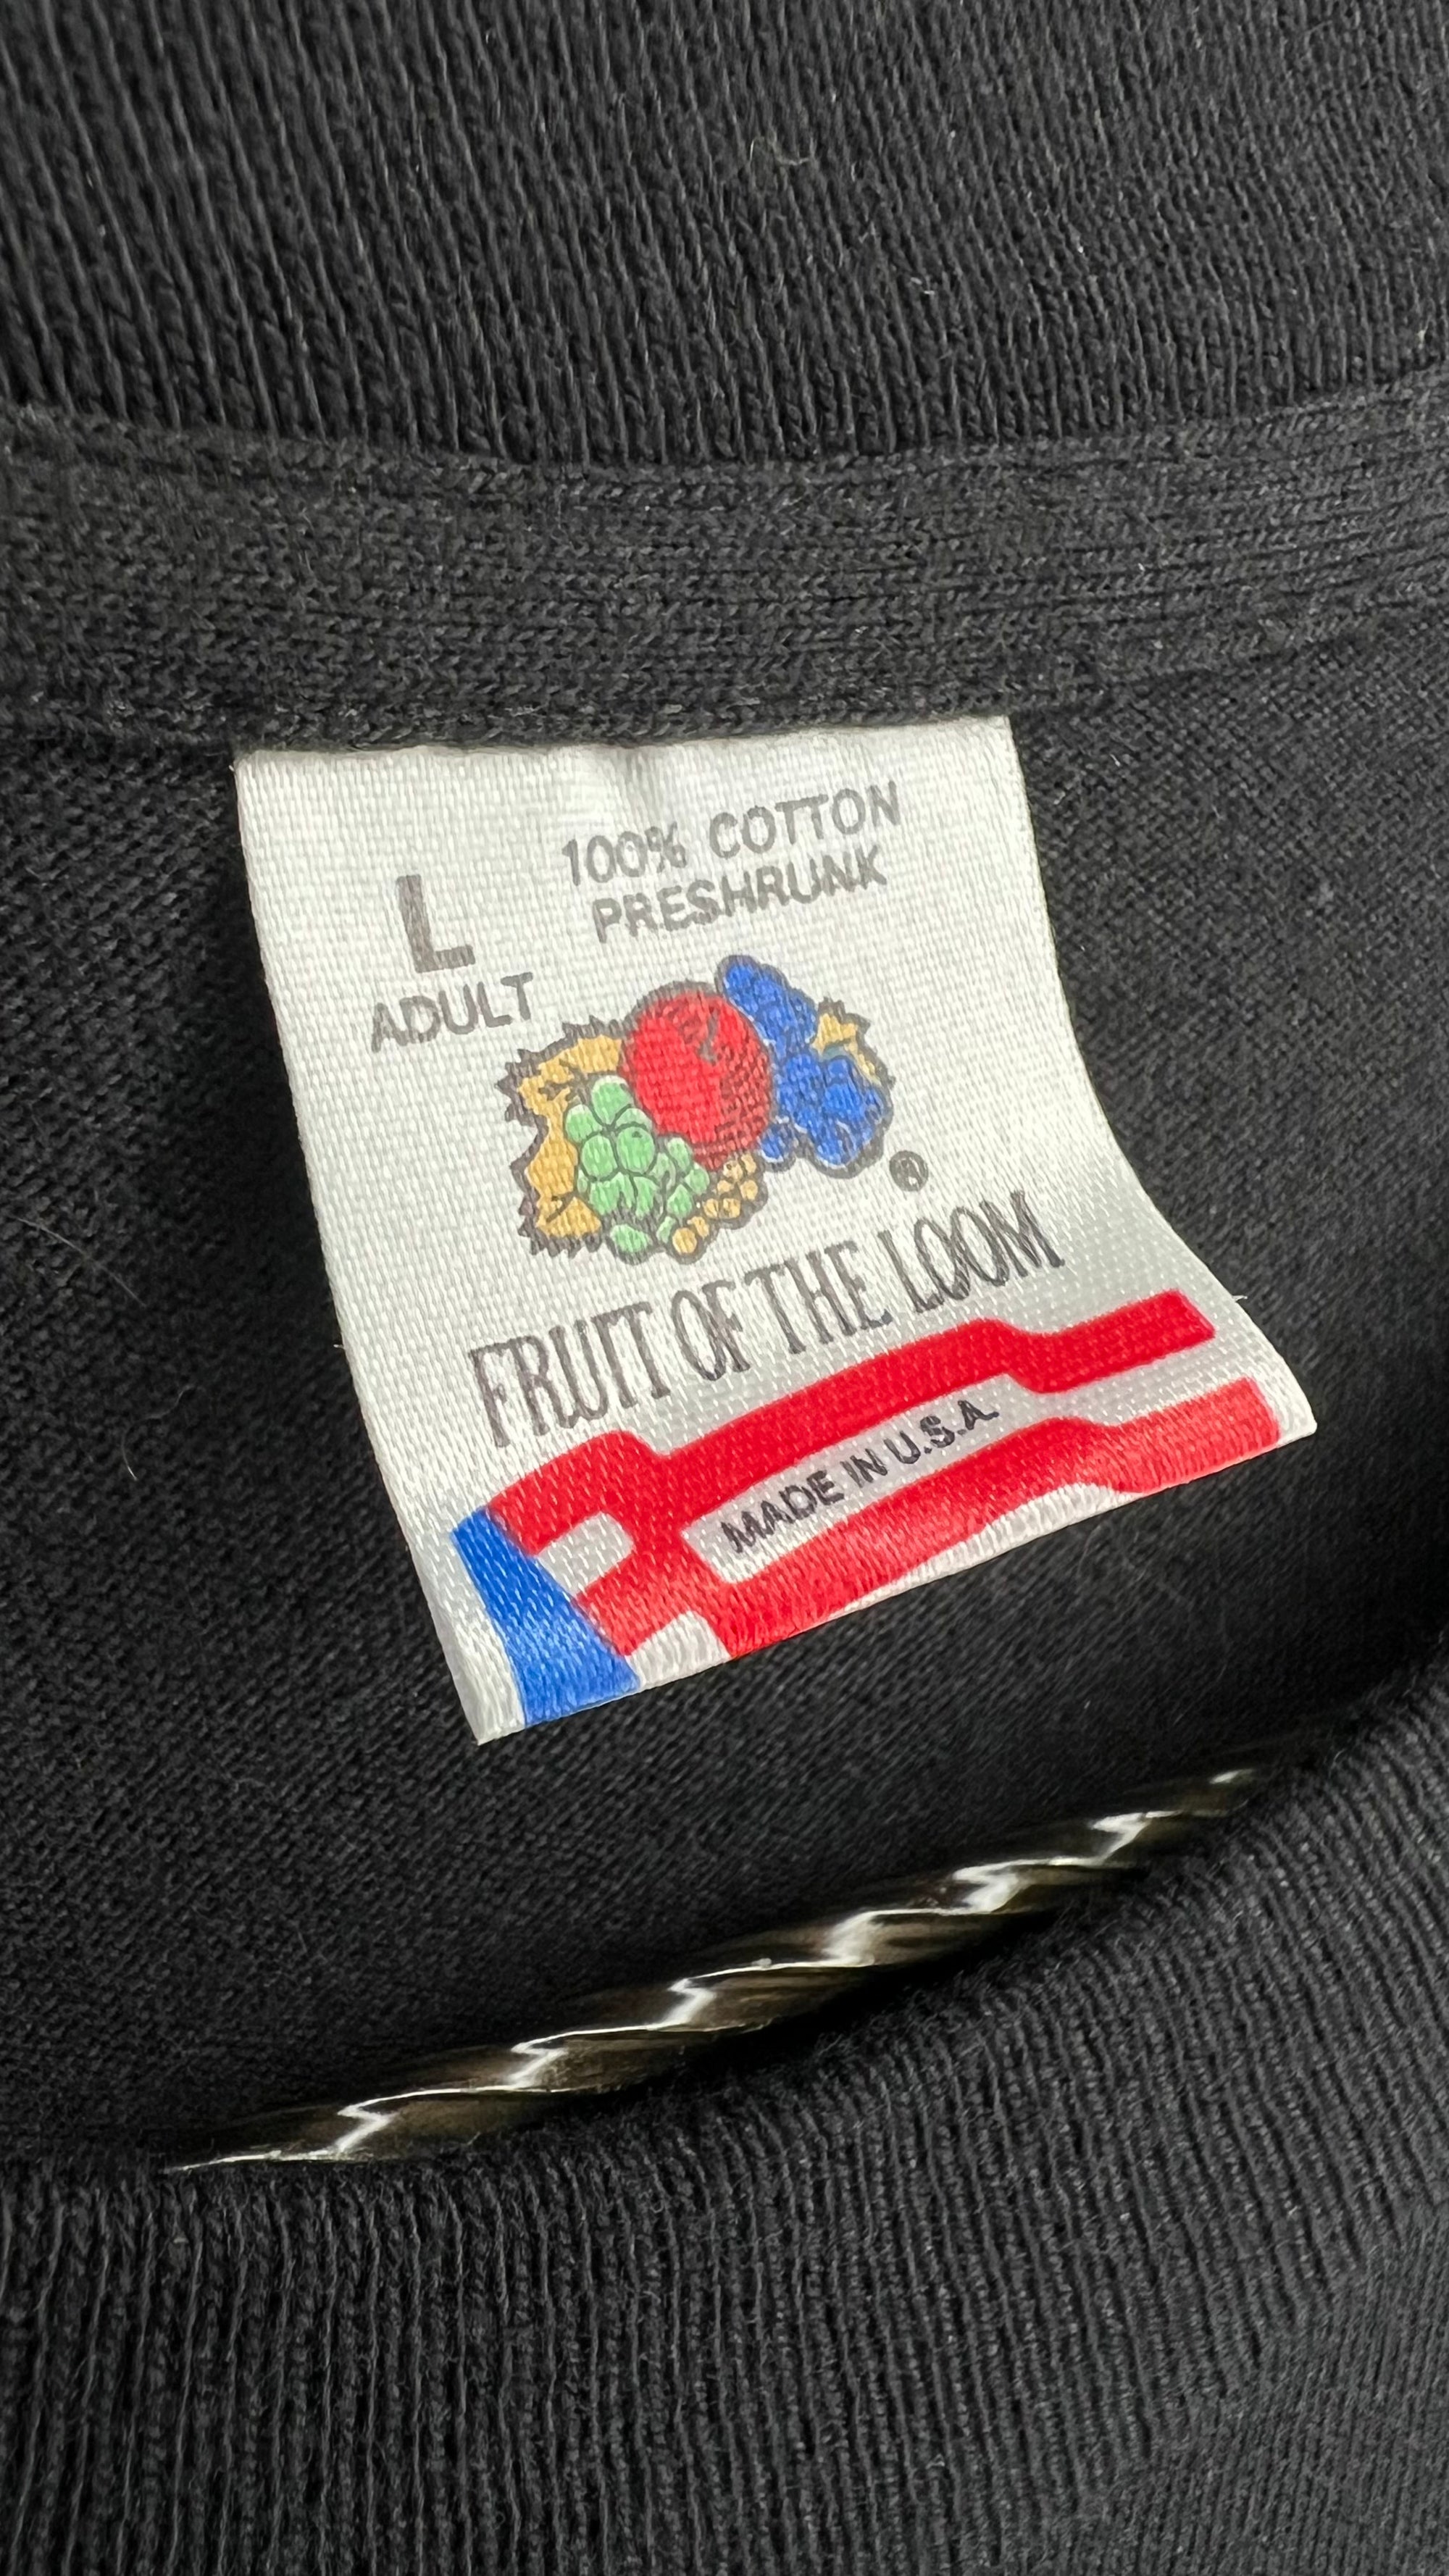 100% COTTON
PRESHRUNK
L
ADULT
®
FRUIT OF THE LOOM
MADE IN U.S.A.